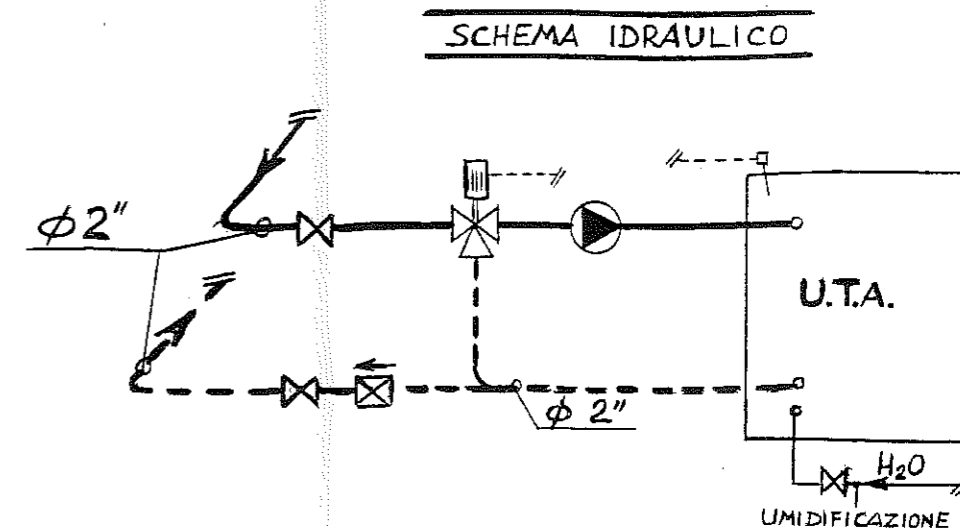 SCHEMA IDRAULICO
φ2"
U.T.A.
φ 2"
H₂O
UMIDIFICAZIONE